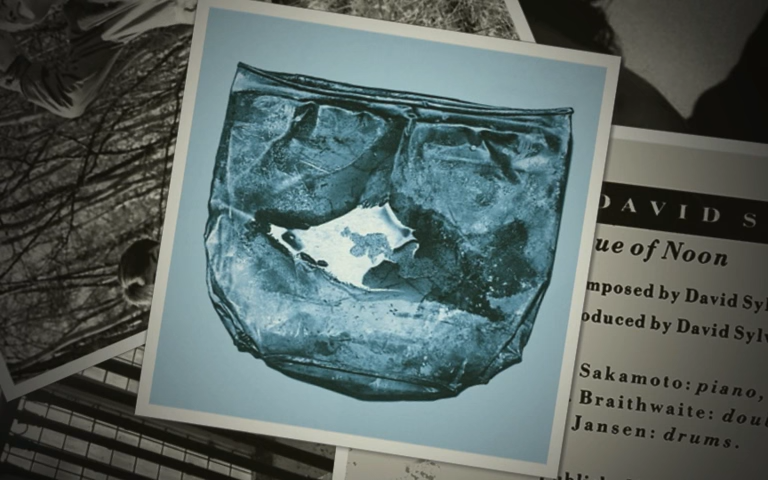 DAVID S
ue of Noon
mposed by David Syl
oduced by David Sylv
Sakamoto: piano,
Braithwaite: dou
Jansen: drums.